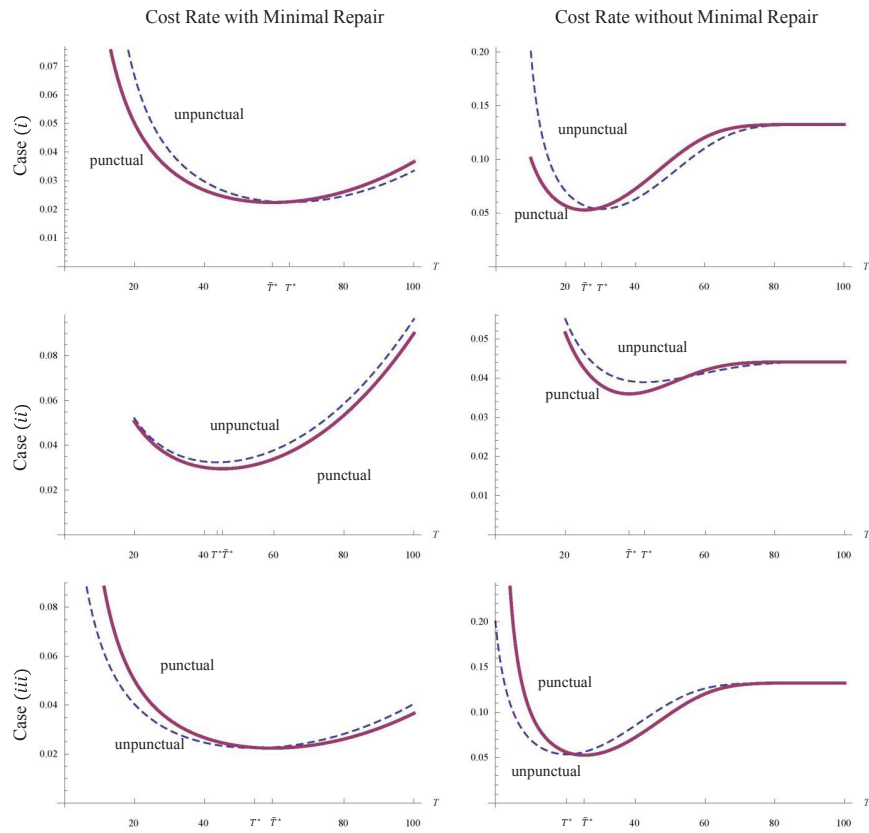 Cost Rate with Minimal Repair
Cost Rate without Minimal Repair
Case (i)
0.07
0.06
0.05
0.04
0.03
0.02
0.01
unpunctual
punctual
T
20 40 60 80 100
T̄* T*
0.20
0.15
0.10
0.05
unpunctual
punctual
T
20 40 60 80 100
T̄* T*
Case (ii)
0.08
0.06
0.04
0.02
unpunctual
punctual
T
20 40 60 80 100
T* T̄*
0.05
0.04
0.03
0.02
0.01
unpunctual
punctual
T
20 60 80 100
T̄* T*
Case (iii)
0.08
0.06
0.04
0.02
punctual
unpunctual
T
20 40 60 80 100
T* T̄*
0.20
0.15
0.10
0.05
punctual
unpunctual
T
20 40 60 80 100
T* T̄*